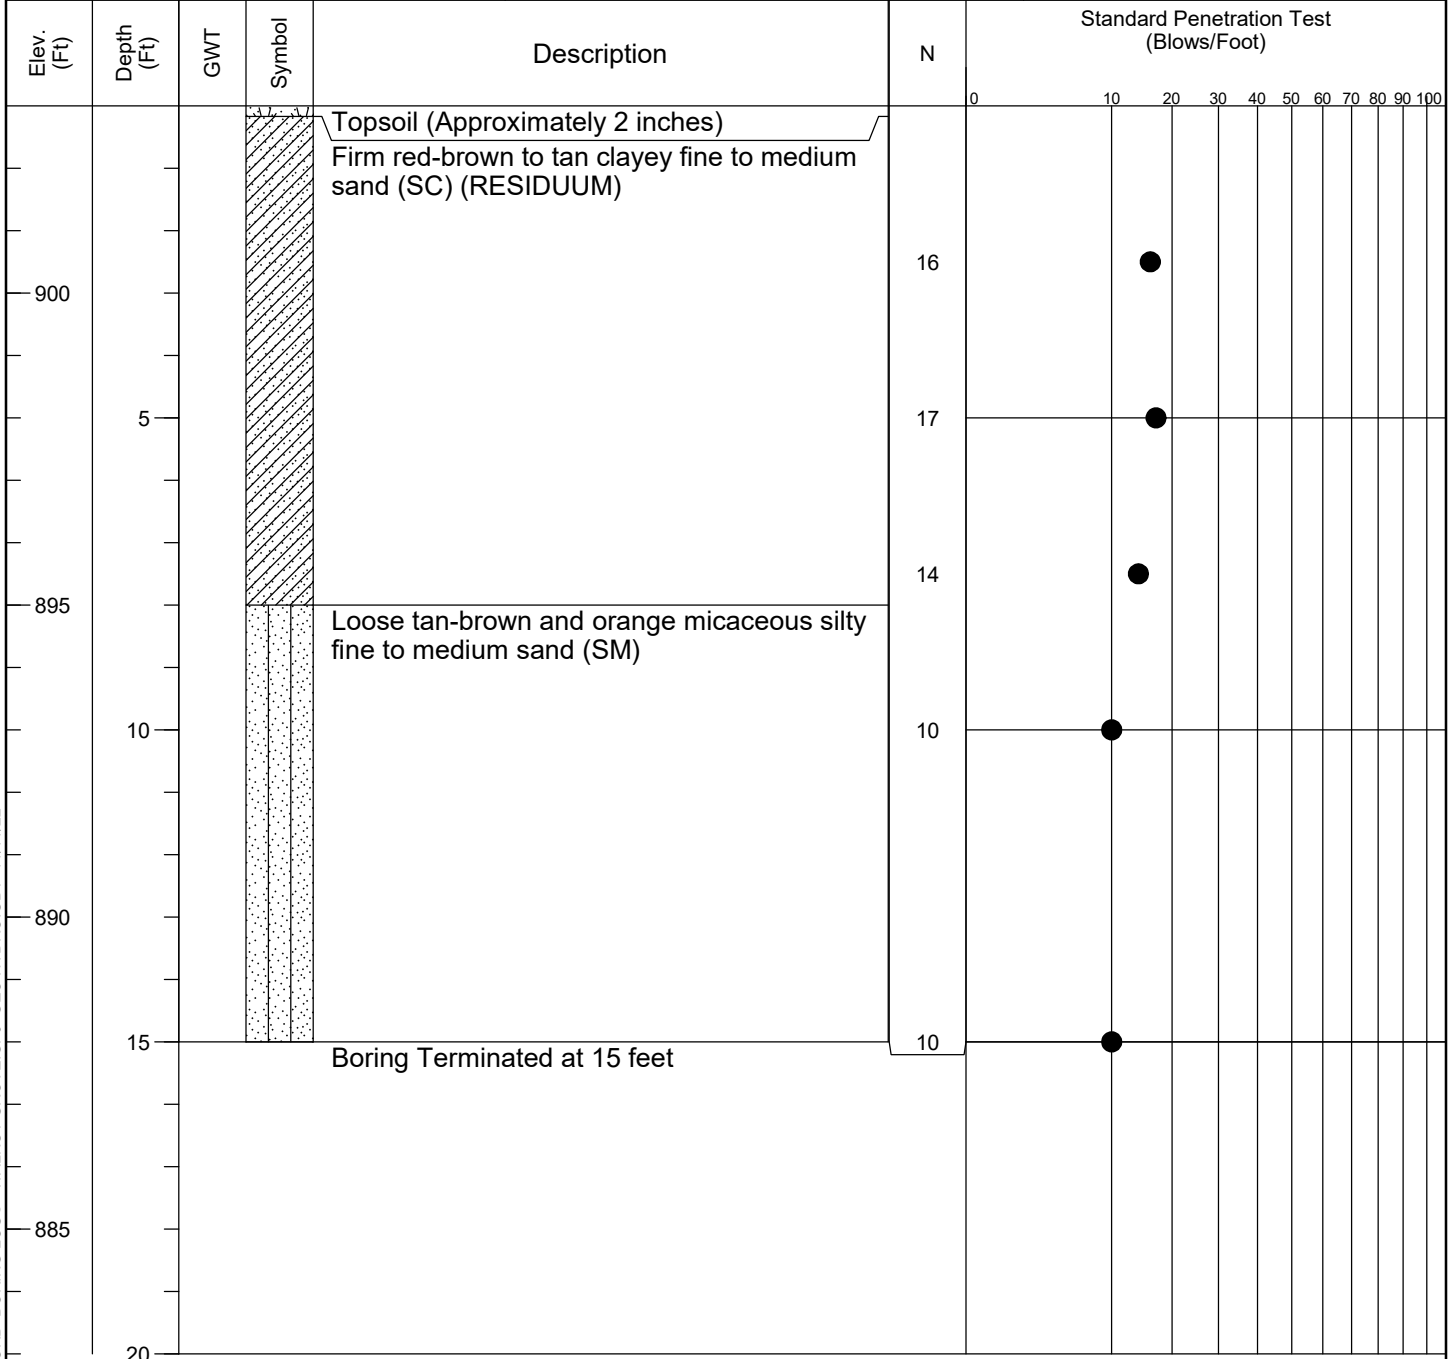 Elev.
(Ft)
Depth
(Ft)
GWT
Symbol
Description
N
Standard Penetration Test
(Blows/Foot)
0 10 20 30 40 50 60 70 80 90 100
Topsoil (Approximately 2 inches)
Firm red-brown to tan clayey fine to medium
sand (SC) (RESIDUUM)
16
900
5
17
14
895
Loose tan-brown and orange micaceous silty
fine to medium sand (SM)
10
10
890
15
10
Boring Terminated at 15 feet
885
20